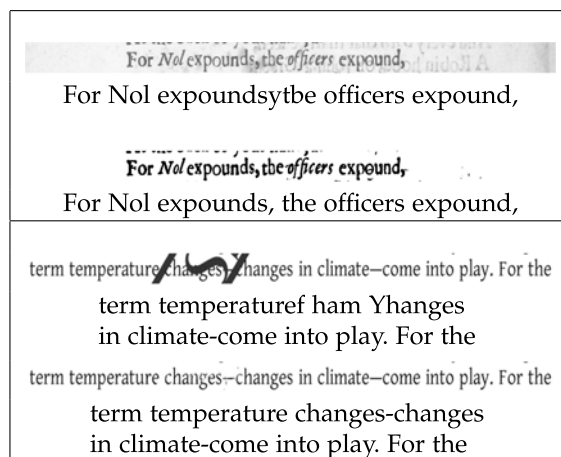 For Nol expounds, the officers expound,
For Nol expoundsytbe officers expound,
For Nol expounds, the officers expound,
For Nol expounds, the officers expound,
term temperature changes–changes in climate–come into play. For the
term temperaturef ham Yhanges
in climate-come into play. For the
term temperature changes–changes in climate–come into play. For the
term temperature changes-changes
in climate-come into play. For the